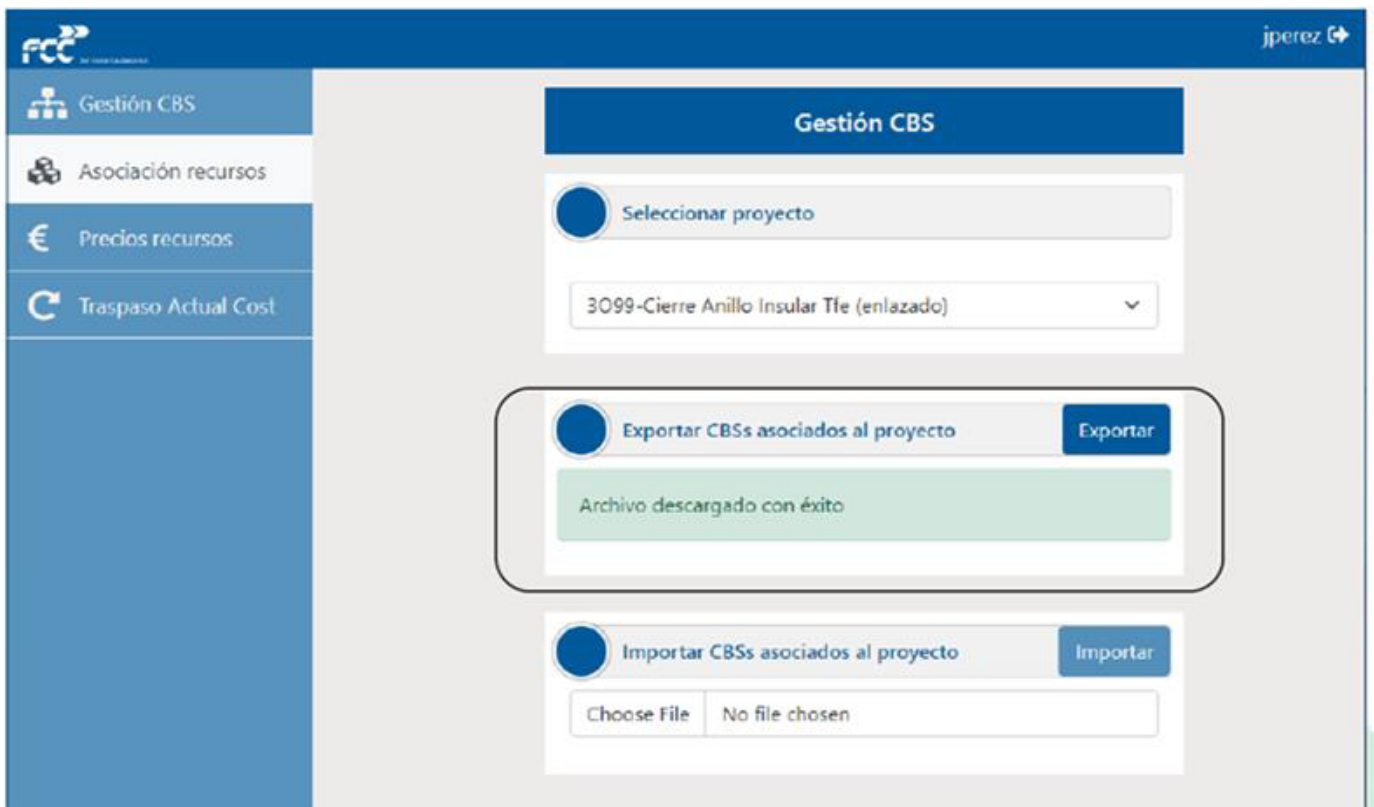 FCC
jperez
Gestión CBS
Asociación recursos
€ Precios recursos
Traspaso Actual Cost
Gestión CBS
Seleccionar proyecto
3O99-Cierre Anillo Insular Tfe (enlazado)
Exportar CBSs asociados al proyecto Exportar
Archivo descargado con éxito
Importar CBSs asociados al proyecto Importar
Choose File No file chosen